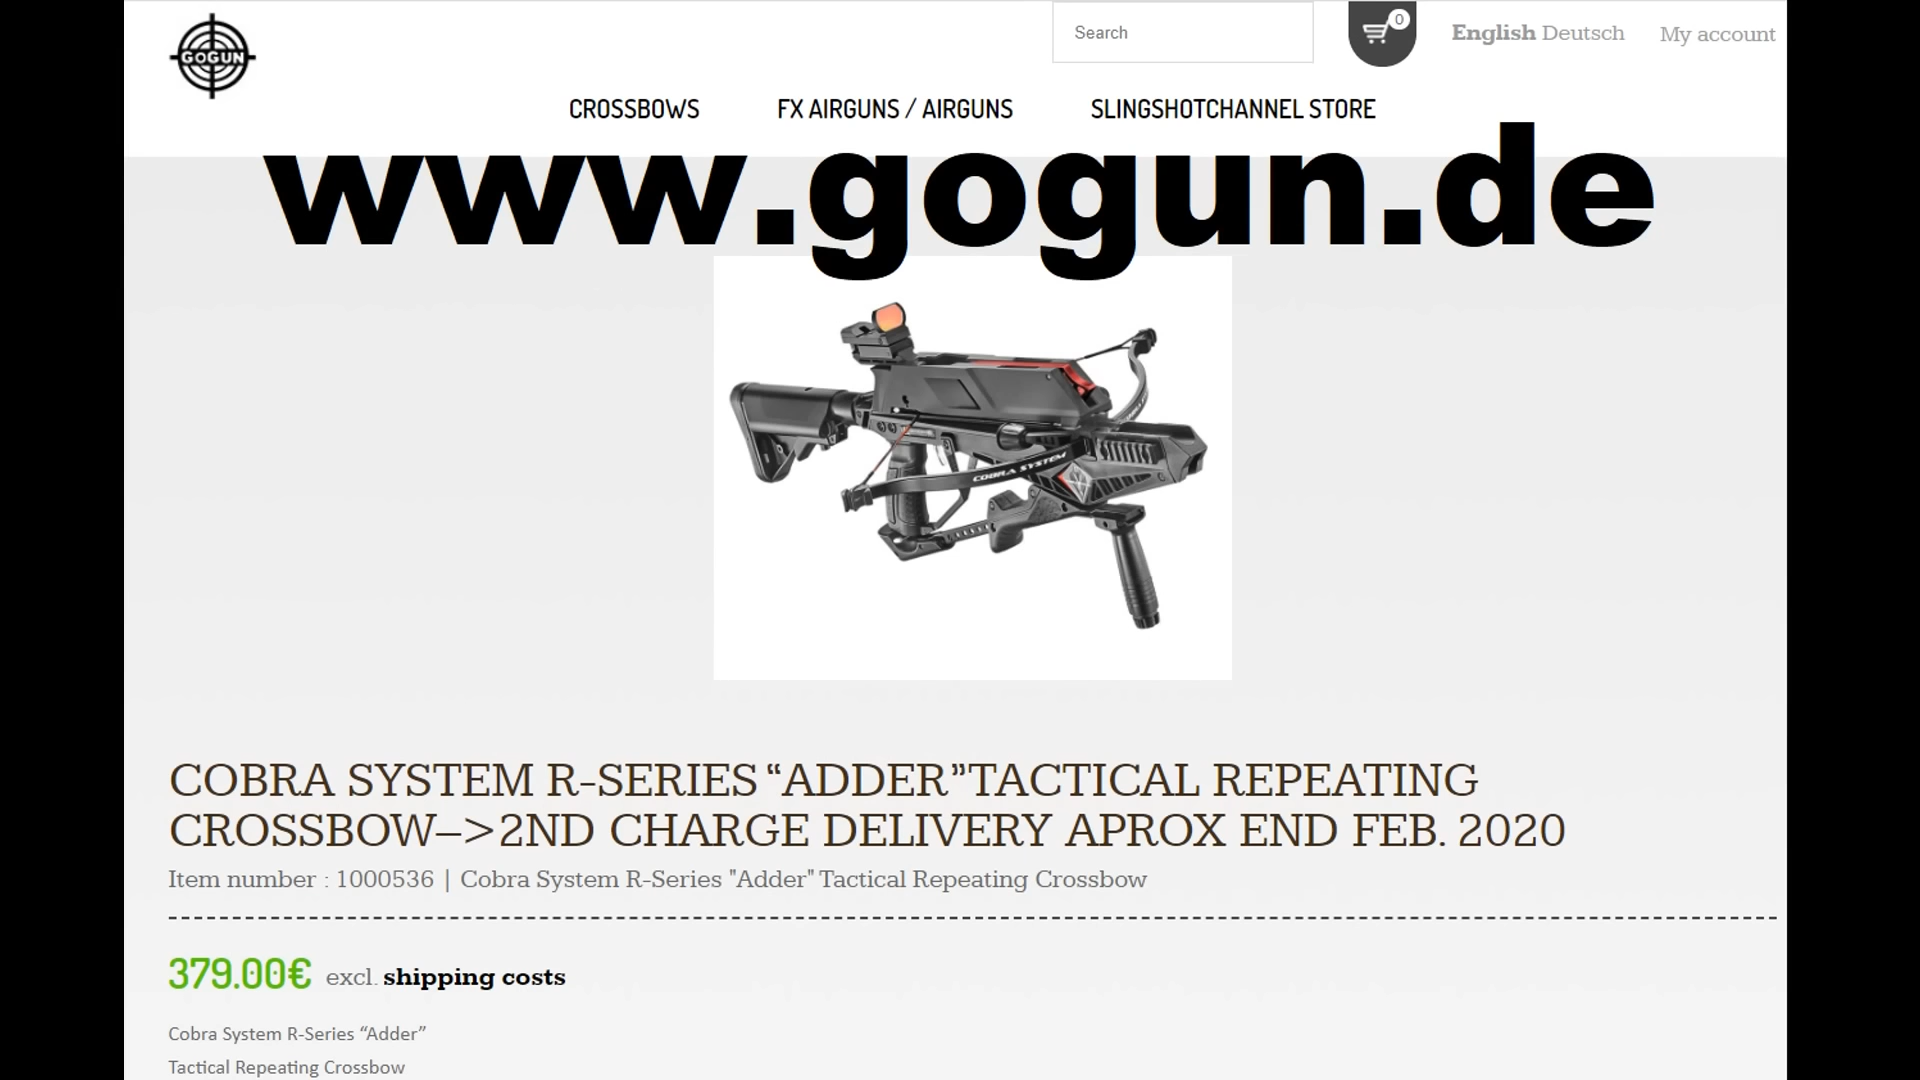 GOGUN
Search
0
English Deutsch
My account
CROSSBOWS
FX AIRGUNS / AIRGUNS
SLINGSHOTCHANNEL STORE
www.gogun.de
COBRA SYSTEM
COBRA SYSTEM R-SERIES “ADDER”TACTICAL REPEATING
CROSSBOW–>2ND CHARGE DELIVERY APROX END FEB. 2020
Item number : 1000536 | Cobra System R-Series "Adder" Tactical Repeating Crossbow
379.00€ excl. shipping costs
Cobra System R-Series “Adder”
Tactical Repeating Crossbow